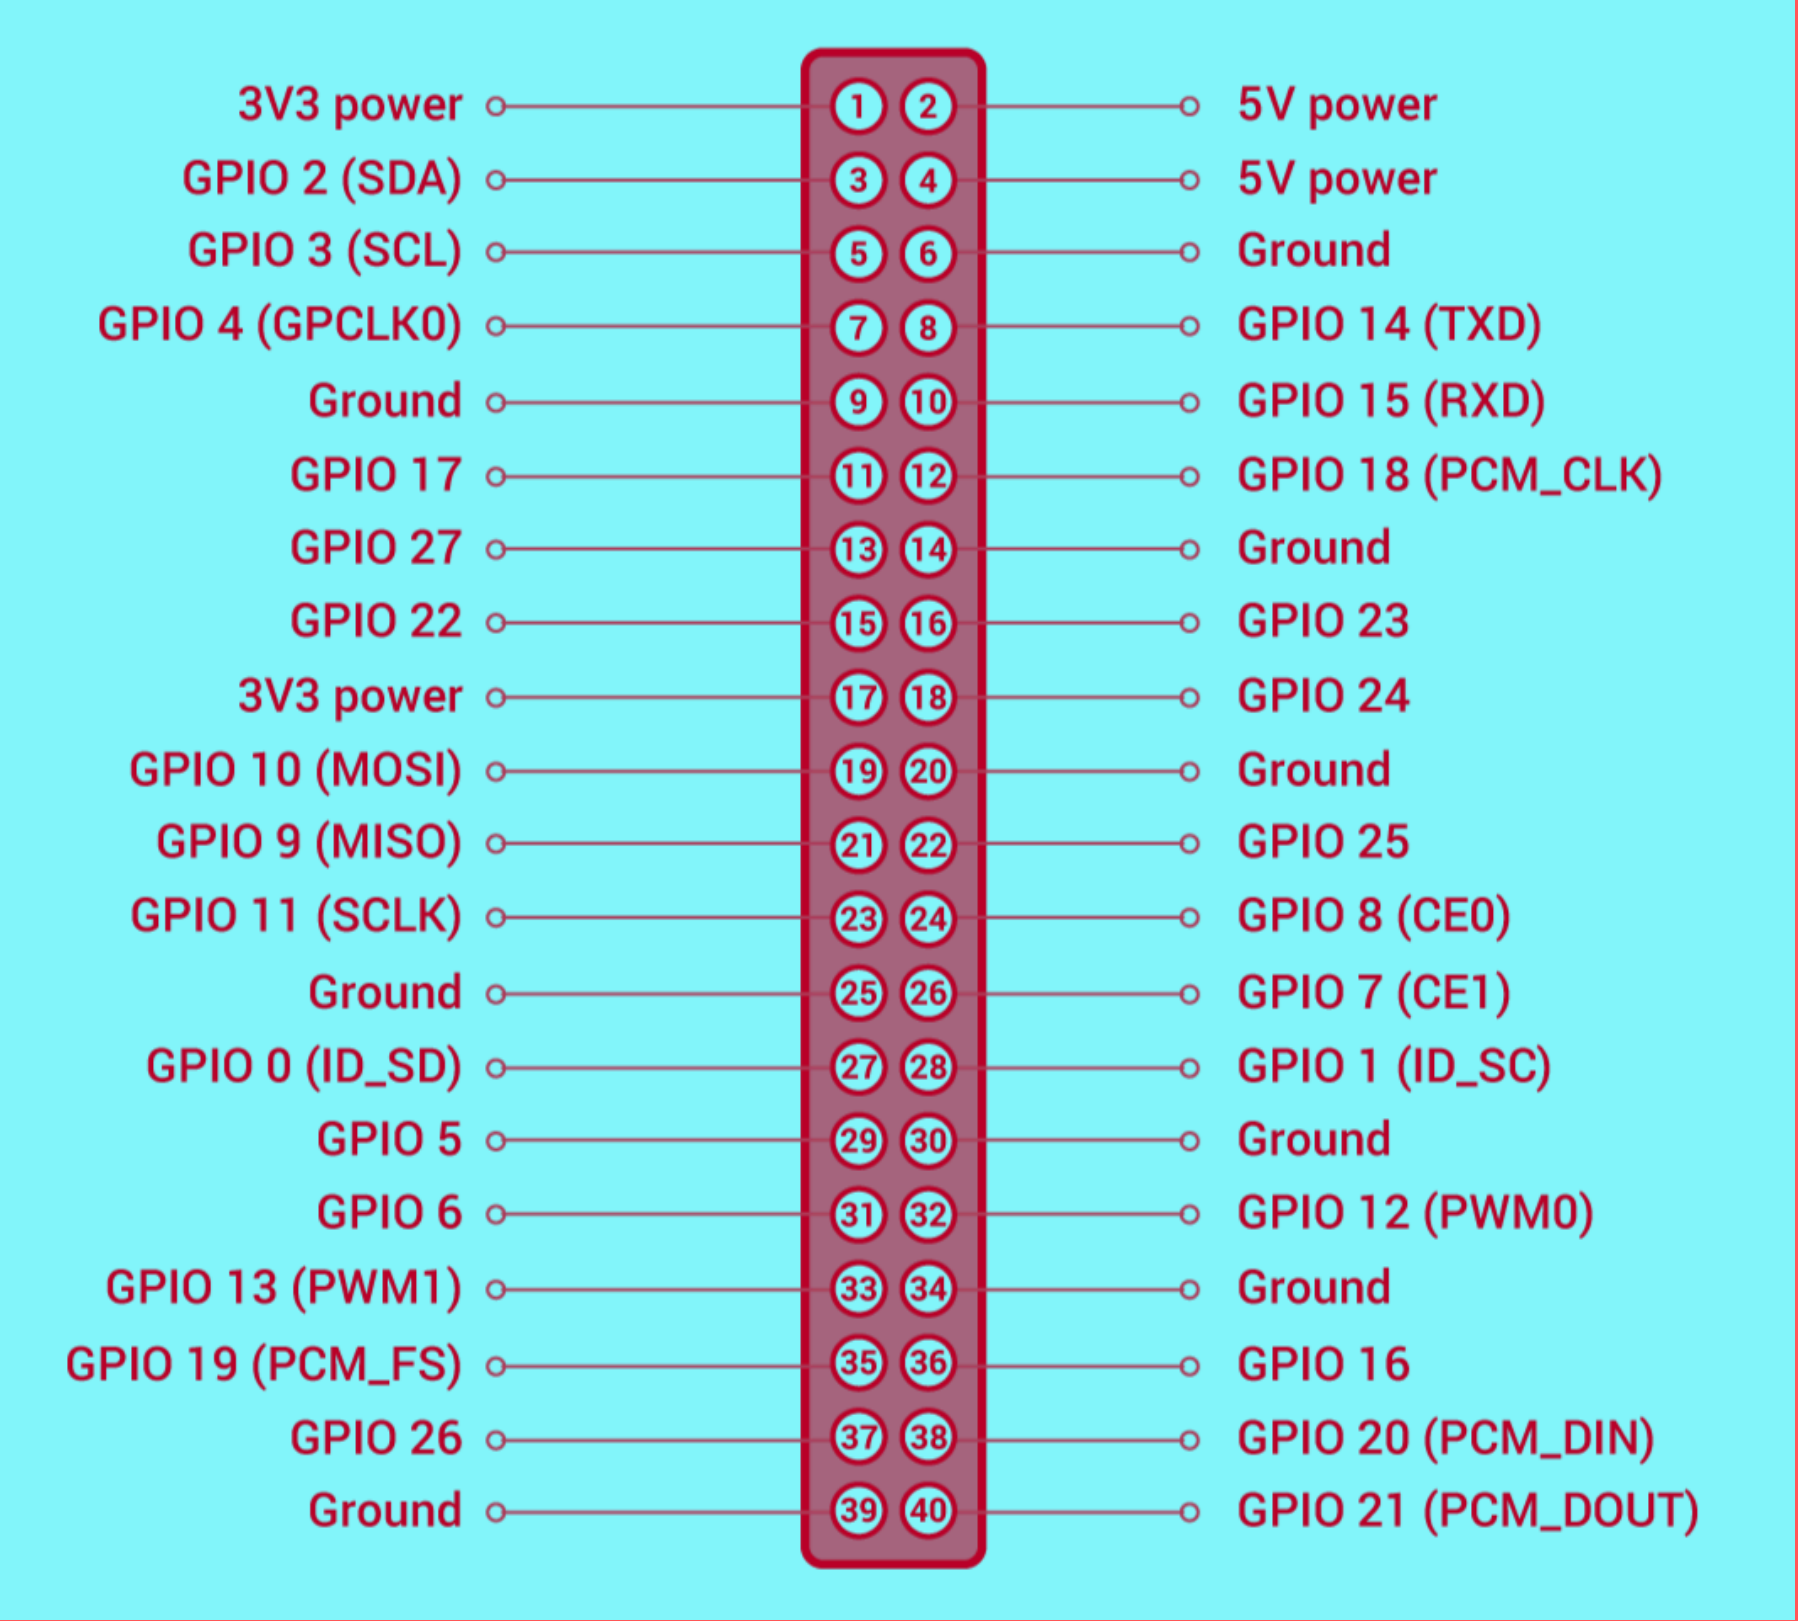 3V3 power 1 2 5V power
GPIO 2 (SDA) 3 4 5V power
GPIO 3 (SCL) 5 6 Ground
GPIO 4 (GPCLK0) 7 8 GPIO 14 (TXD)
Ground 9 10 GPIO 15 (RXD)
GPIO 17 11 12 GPIO 18 (PCM_CLK)
GPIO 27 13 14 Ground
GPIO 22 15 16 GPIO 23
3V3 power 17 18 GPIO 24
GPIO 10 (MOSI) 19 20 Ground
GPIO 9 (MISO) 21 22 GPIO 25
GPIO 11 (SCLK) 23 24 GPIO 8 (CE0)
Ground 25 26 GPIO 7 (CE1)
GPIO 0 (ID_SD) 27 28 GPIO 1 (ID_SC)
GPIO 5 29 30 Ground
GPIO 6 31 32 GPIO 12 (PWM0)
GPIO 13 (PWM1) 33 34 Ground
GPIO 19 (PCM_FS) 35 36 GPIO 16
GPIO 26 37 38 GPIO 20 (PCM_DIN)
Ground 39 40 GPIO 21 (PCM_DOUT)